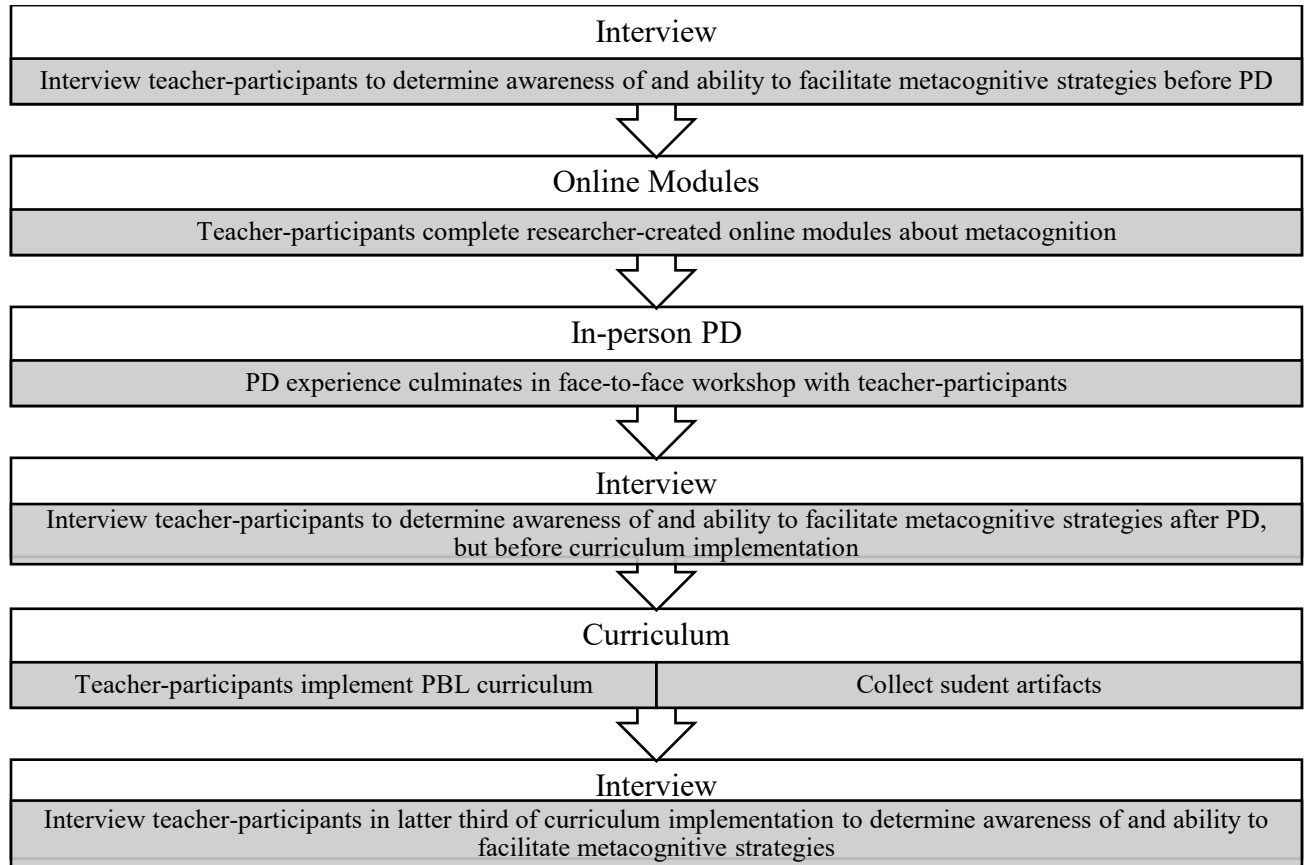 Interview
Interview teacher-participants to determine awareness of and ability to facilitate metacognitive strategies before PD
Online Modules
Teacher-participants complete researcher-created online modules about metacognition
In-person PD
PD experience culminates in face-to-face workshop with teacher-participants
Interview
Interview teacher-participants to determine awareness of and ability to facilitate metacognitive strategies after PD,
but before curriculum implementation
Curriculum
Teacher-participants implement PBL curriculum
Collect sudent artifacts
Interview
Interview teacher-participants in latter third of curriculum implementation to determine awareness of and ability to
facilitate metacognitive strategies